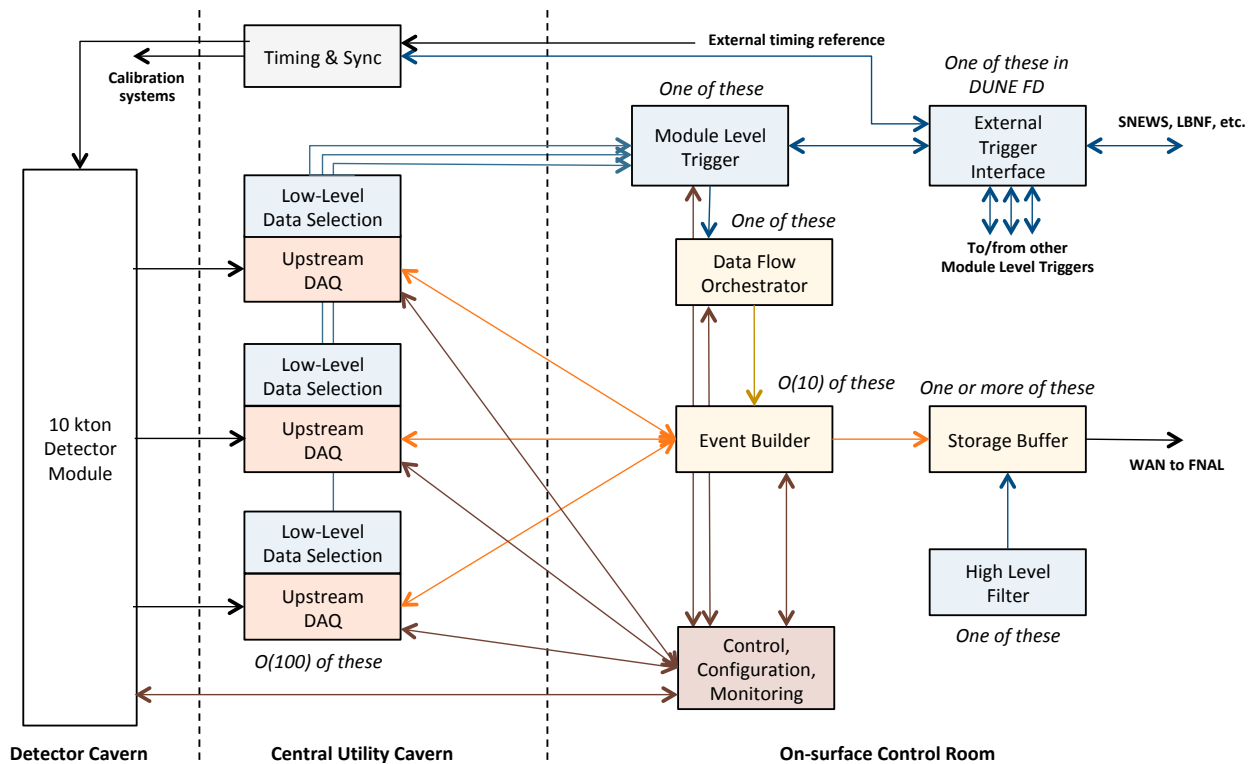 Timing & Sync
External timing reference
Calibration
systems
One of these in
DUNE FD
One of these
Module Level
Trigger
External
Trigger
Interface
SNEWS, LBNF, etc.
Low-Level
Data Selection
Upstream
DAQ
One of these
To/from other
Module Level Triggers
Data Flow
Orchestrator
Low-Level
Data Selection
Upstream
DAQ
O(10) of these
One or more of these
10 kton
Detector
Module
Event Builder
Storage Buffer
WAN to FNAL
Low-Level
Data Selection
Upstream
DAQ
High Level
Filter
One of these
O(100) of these
Control,
Configuration,
Monitoring
Detector Cavern
Central Utility Cavern
On-surface Control Room